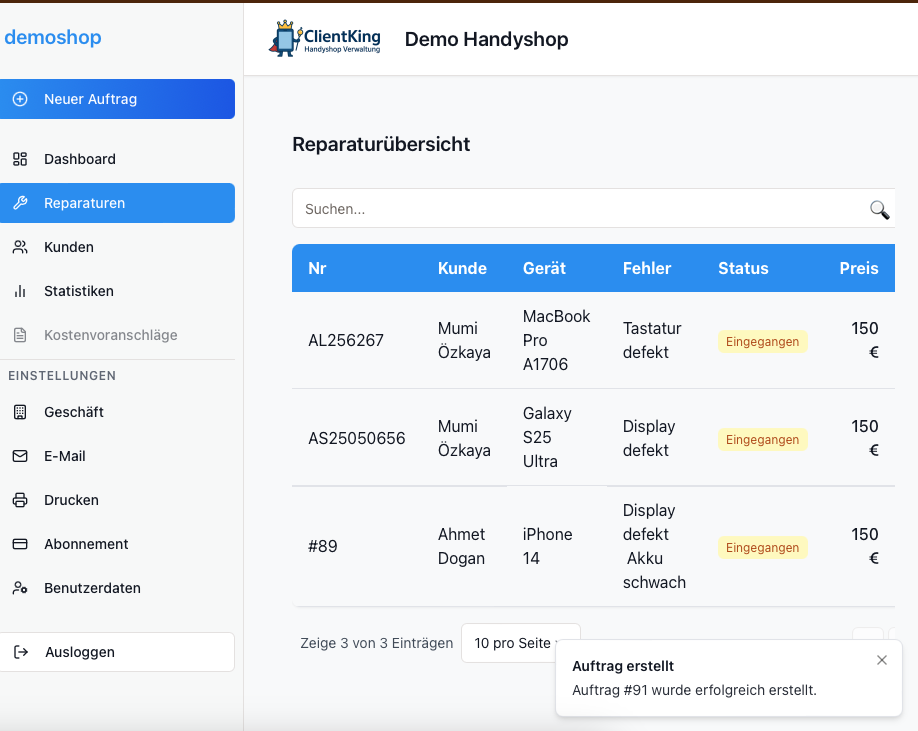 demoshop
ClientKing
Handyshop Verwaltung
Demo Handyshop
Neuer Auftrag
Dashboard
Reparaturen
Kunden
Statistiken
Kostenvoranschläge
EINSTELLUNGEN
Geschäft
E-Mail
Drucken
Abonnement
Benutzerdaten
Ausloggen
Reparaturübersicht
Suchen...
Nr Kunde Gerät Fehler Status Preis
AL256267
Mumi
Özkaya
MacBook
Pro
A1706
Tastatur
defekt
Eingegangen
150
€
AS25050656
Mumi
Özkaya
Galaxy
S25
Ultra
Display
defekt
Eingegangen
150
€
#89
Ahmet
Dogan
iPhone
14
Display
defekt
Akku
schwach
Eingegangen
150
€
Zeige 3 von 3 Einträgen
10 pro Seite
Auftrag erstellt
Auftrag #91 wurde erfolgreich erstellt.